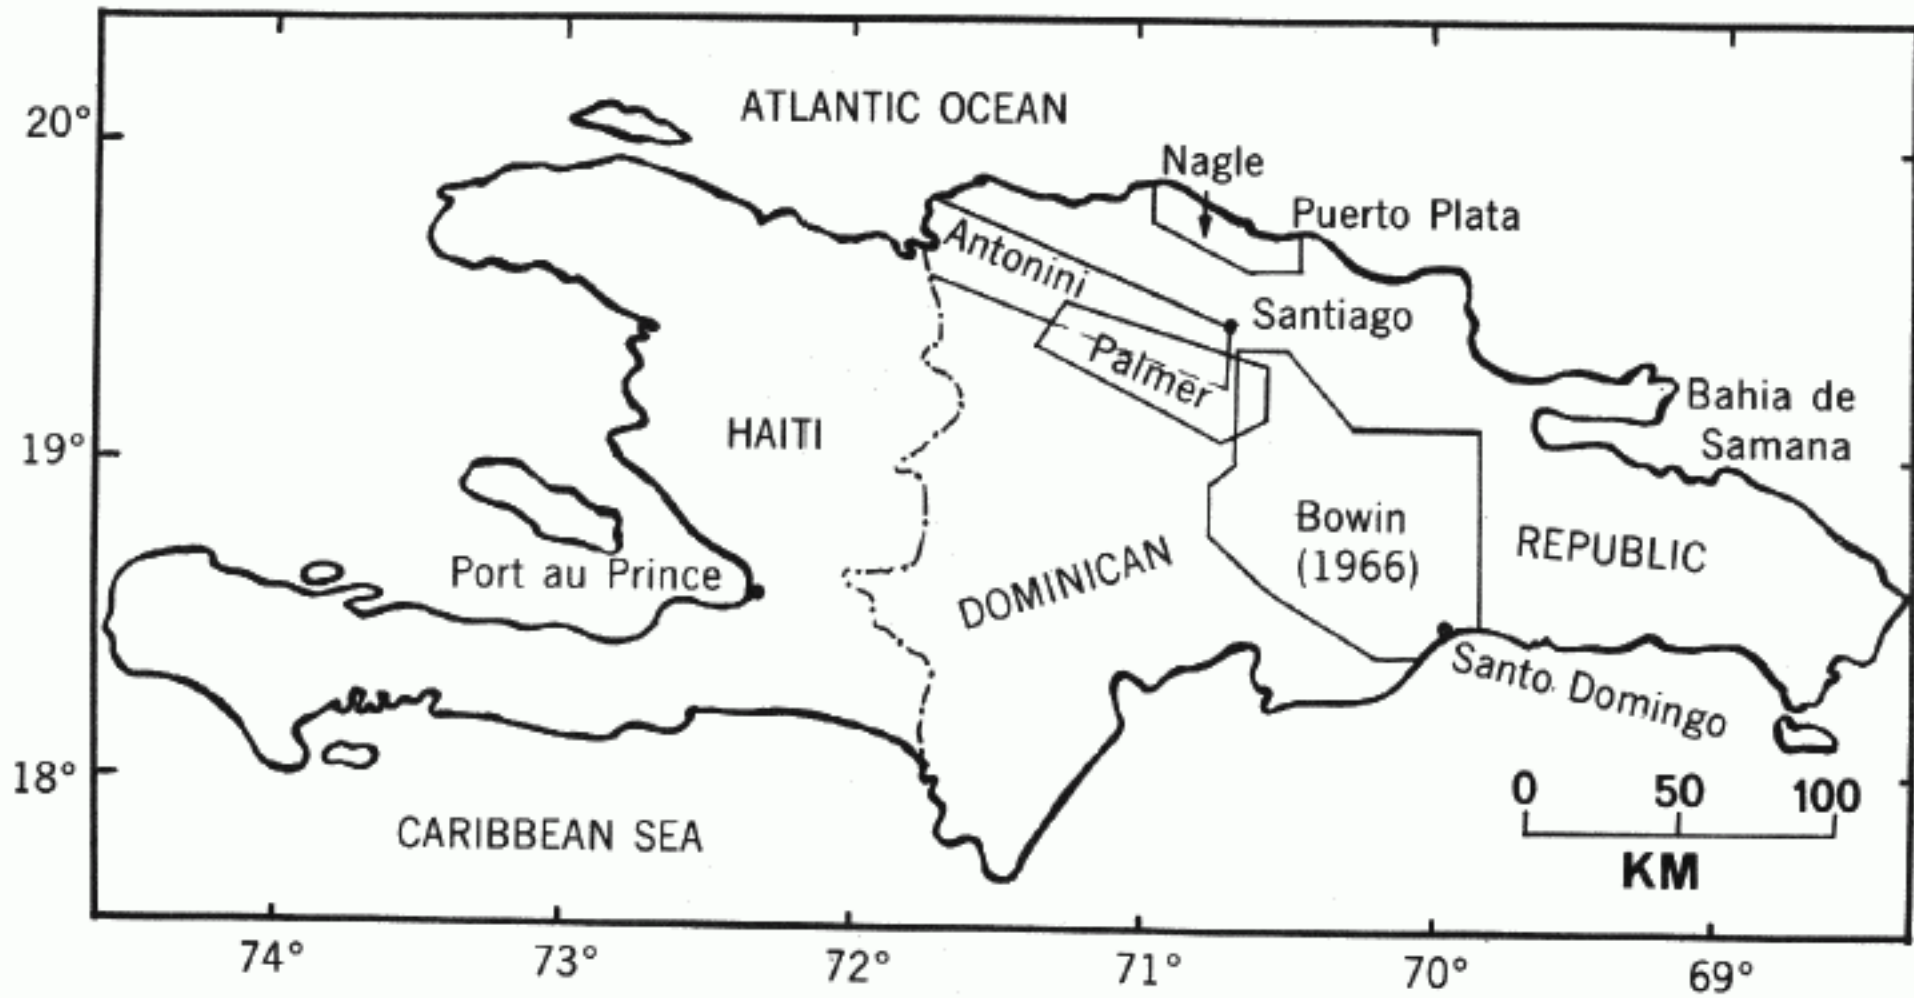 ATLANTIC OCEAN
20°
Nagle
Puerto Plata
Antonini
Santiago
Palmer
Bahia de
Samana
19°
HAITI
Bowin
(1966)
REPUBLIC
Port au Prince
DOMINICAN
Santo Domingo
18°
CARIBBEAN SEA
0 50 100
KM
74° 73° 72° 71° 70° 69°